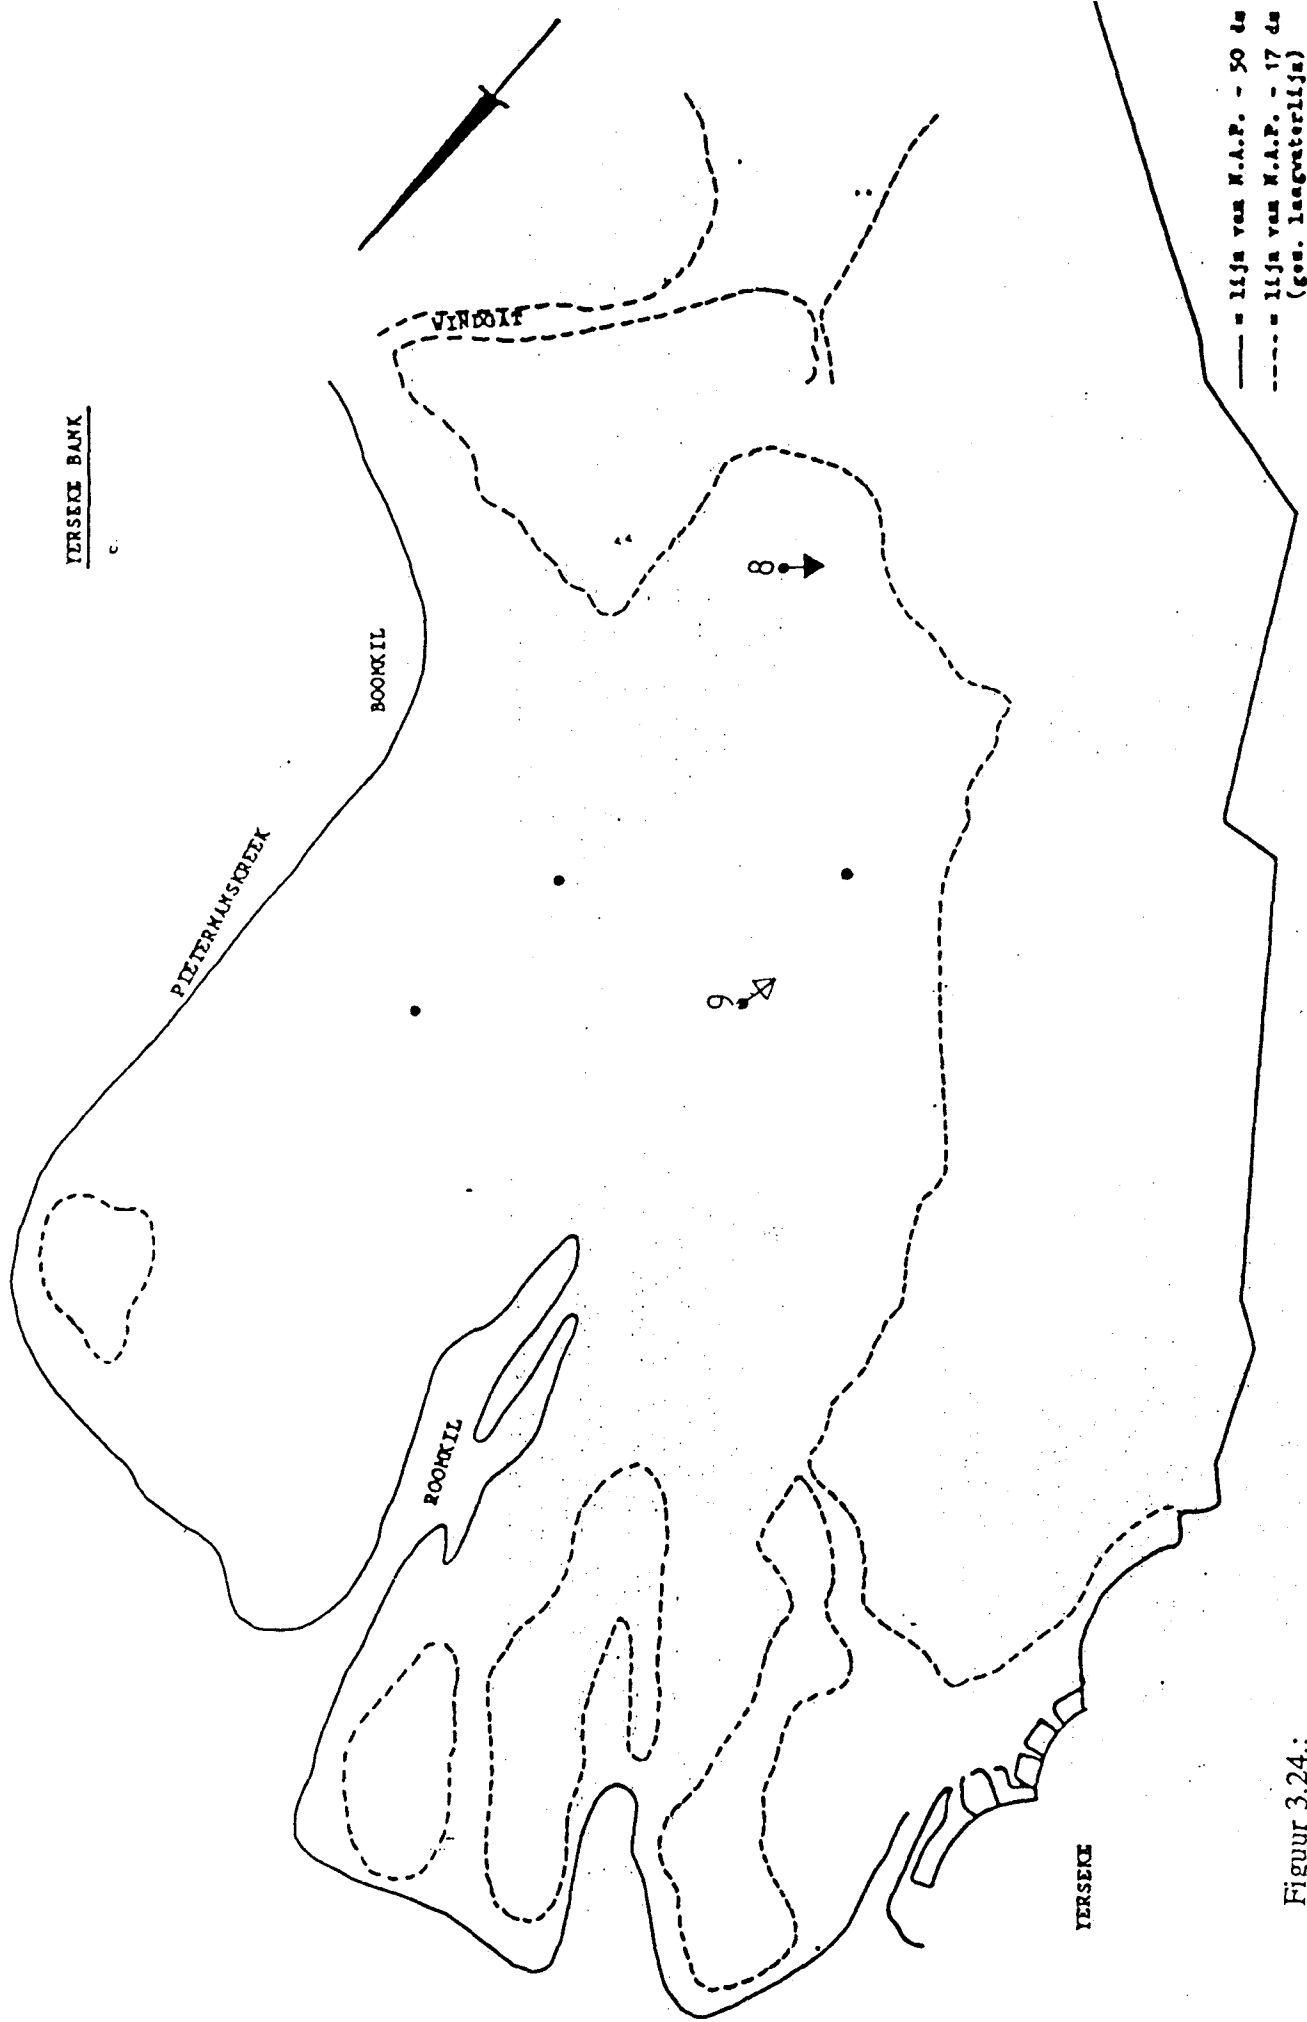 YERSEKE BANK
PIETERMANSKREEK
BOOMKIL
WINDGAT
ROOMKIL
8
9
YERSEKE
—— = lijn van N.A.P. - 50 dm
---- = lijn van N.A.P. - 17 dm
(gem. laagwaterlijn)
Figuur 3.24.: